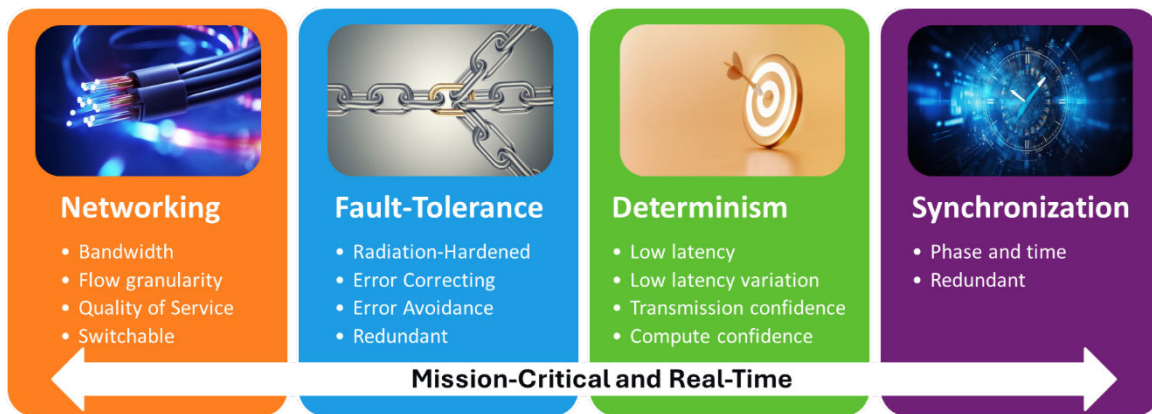 Networking
• Bandwidth
• Flow granularity
• Quality of Service
• Switchable
Fault-Tolerance
• Radiation-Hardened
• Error Correcting
• Error Avoidance
• Redundant
Determinism
• Low latency
• Low latency variation
• Transmission confidence
• Compute confidence
Synchronization
• Phase and time
• Redundant
Mission-Critical and Real-Time